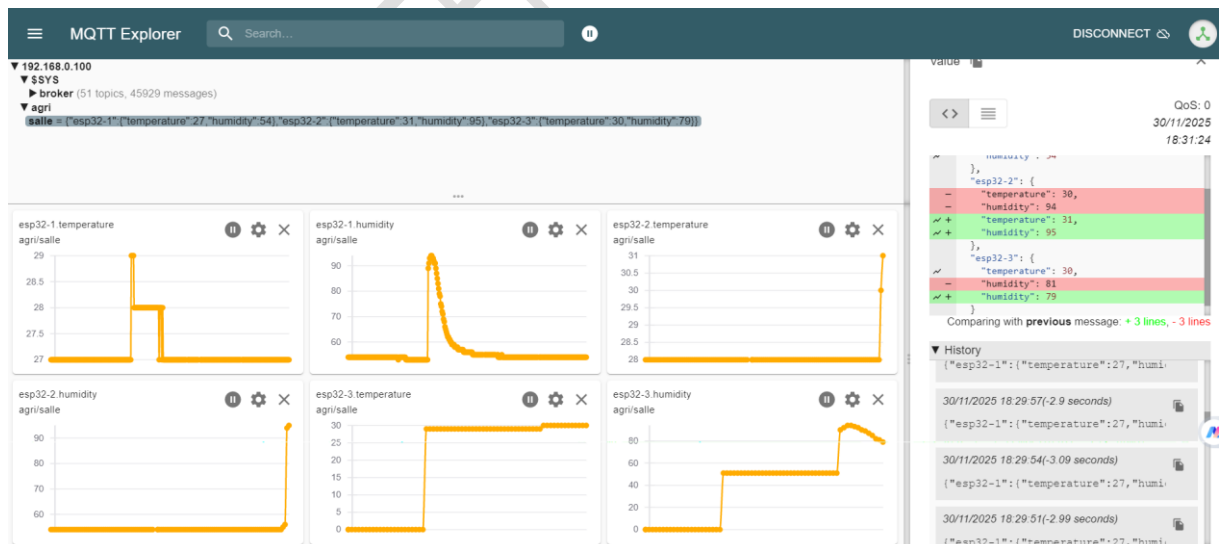 MQTT Explorer
Search...
DISCONNECT
▼ 192.168.0.100
▼ $SYS
▶ broker (51 topics, 45929 messages)
▼ agri
salle = {"esp32-1":{"temperature":27,"humidity":54},"esp32-2":{"temperature":31,"humidity":95},"esp32-3":{"temperature":30,"humidity":79}}
...
esp32-1.temperature
agri/salle
29
28.5
28
27.5
27
esp32-1.humidity
agri/salle
90
80
70
60
esp32-2.temperature
agri/salle
31
30.5
30
29.5
29
28.5
28
esp32-2.humidity
agri/salle
90
80
70
60
esp32-3.temperature
agri/salle
30
25
20
15
10
5
0
esp32-3.humidity
agri/salle
80
60
40
20
0
Value
<> 
QoS: 0
30/11/2025
18:31:24
"humidity": 54
},
"esp32-2": {
- "temperature": 30,
- "humidity": 94
+ "temperature": 31,
+ "humidity": 95
},
"esp32-3": {
"temperature": 30,
- "humidity": 81
+ "humidity": 79
}
Comparing with previous message: + 3 lines, - 3 lines
▼ History
{"esp32-1":{"temperature":27,"humi
30/11/2025 18:29:57(-2.9 seconds)
{"esp32-1":{"temperature":27,"humi
30/11/2025 18:29:54(-3.09 seconds)
{"esp32-1":{"temperature":27,"humi
30/11/2025 18:29:51(-2.99 seconds)
{"esp32-1":{"temperature":27,"humi